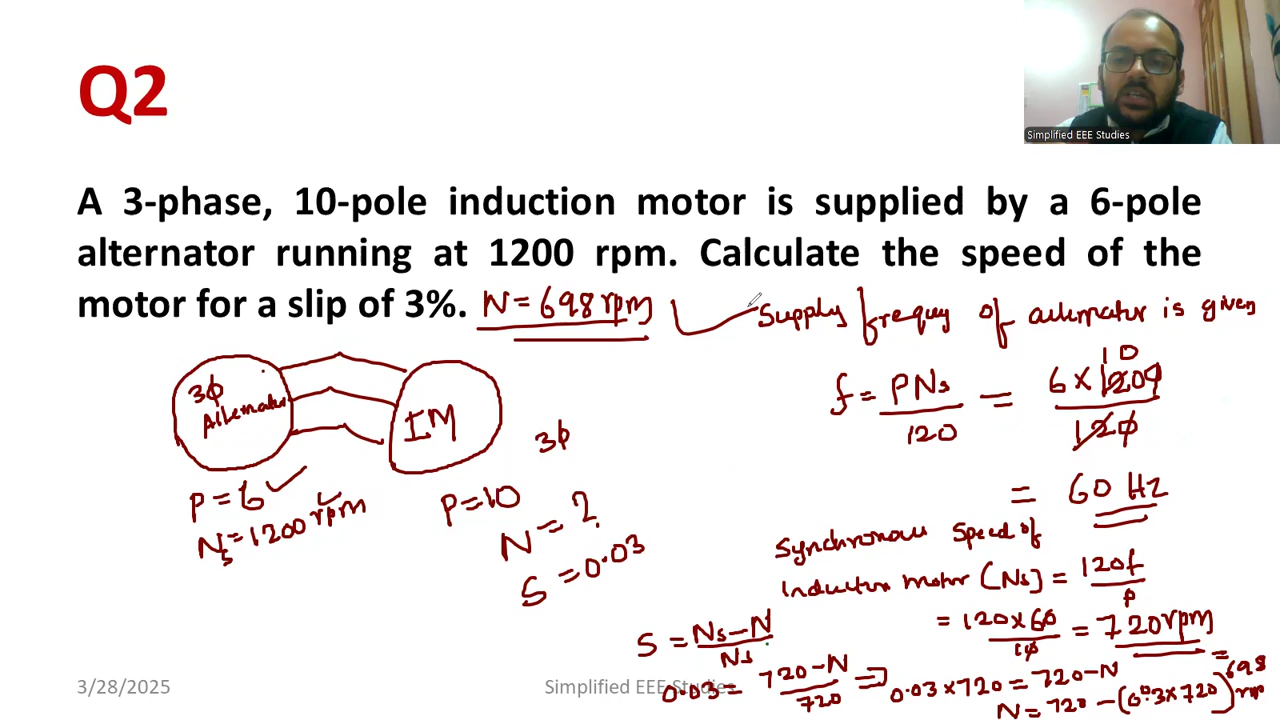 Q2
Simplified EEE Studies
A 3-phase, 10-pole induction motor is supplied by a 6-pole
alternator running at 1200 rpm. Calculate the speed of the
motor for a slip of 3%. N = 698 rpm
Supply frequey of alternator is given
3φ
Alternator
IM
3φ
P = 6
Ns = 1200 rpm
P = 10
N = ?
S = 0.03
f = PNs / 120 = 6 × 1200 / 120
10
= 60 Hz
Synchronous Speed of
Inductor motor (Ns) = 120f / P
= 120 × 60 / 10 = 720 rpm
S = Ns – N / Ns
0.03 = 720 – N / 720 ⇒ 0.03 × 720 = 720 – N
N = 720 – (0.03 × 720) = 698 rpm
3/28/2025
Simplified EEE Studies